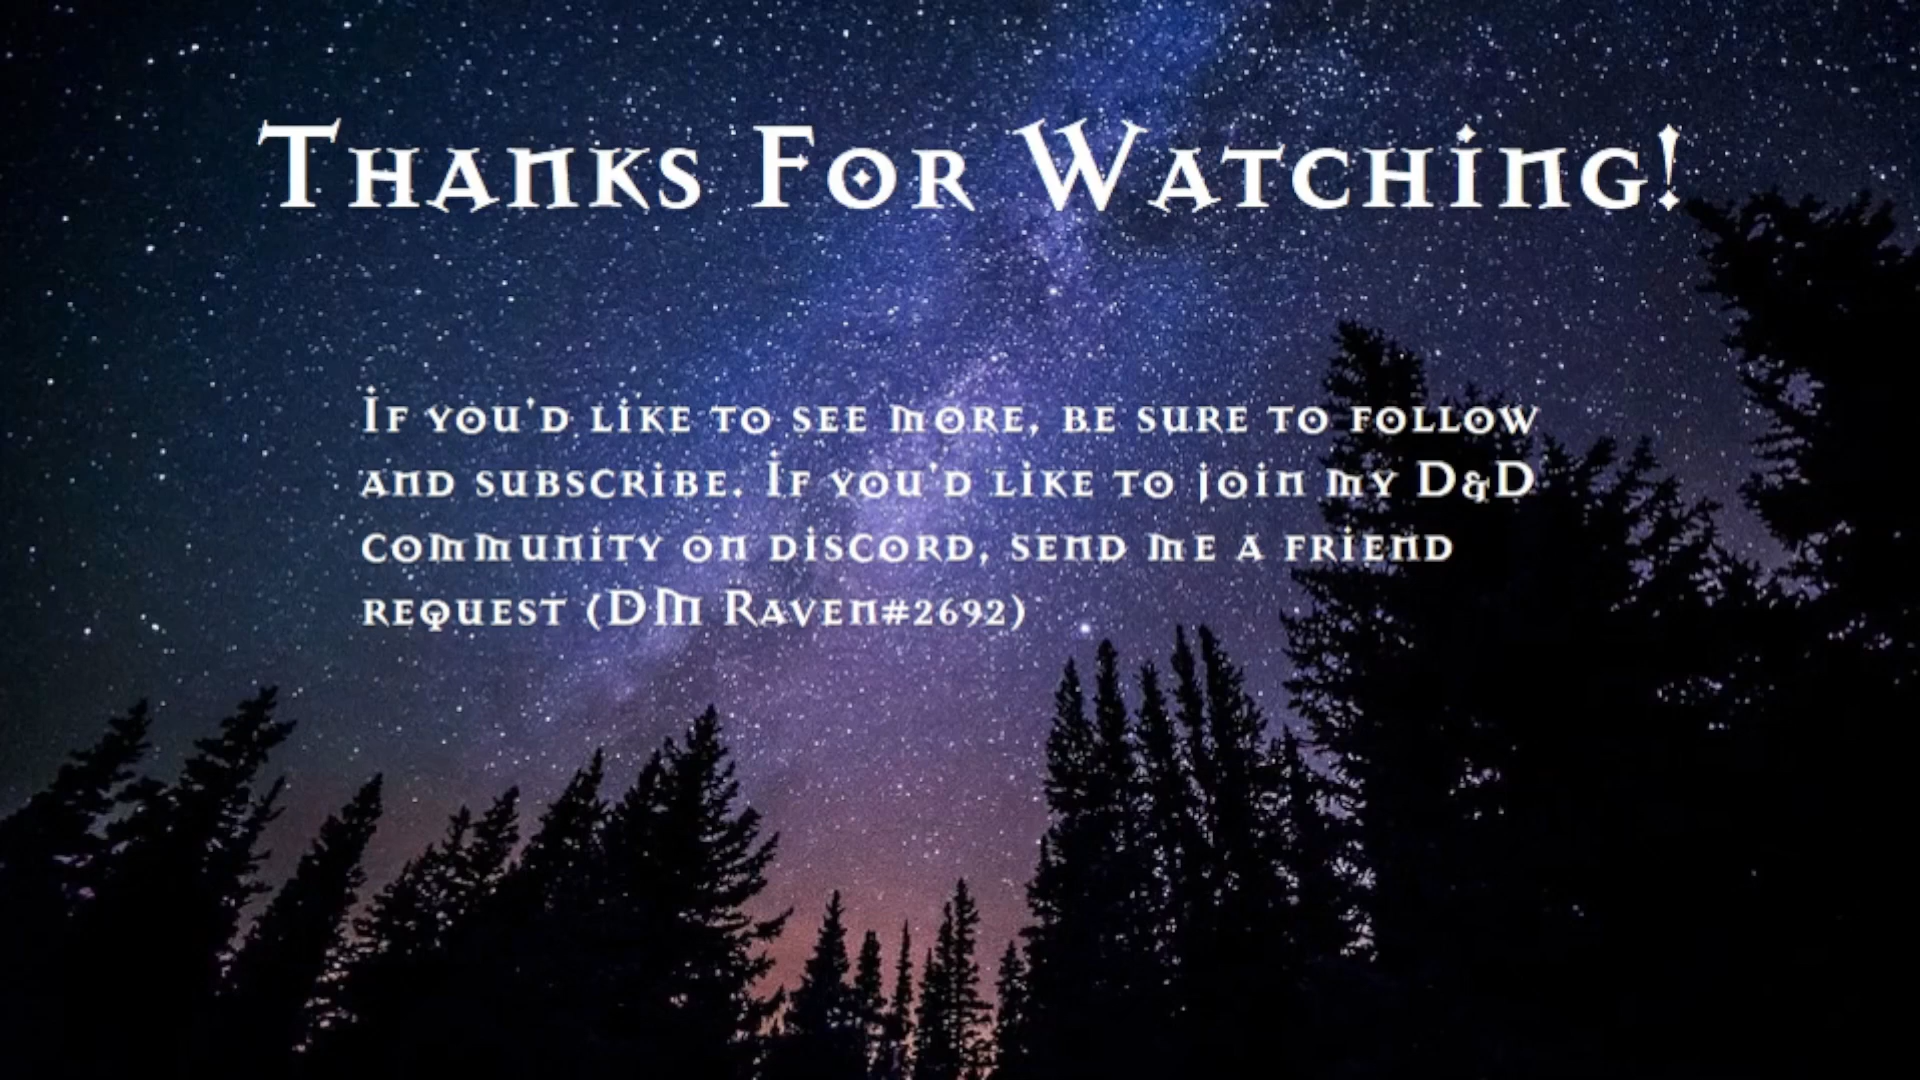 Thanks For Watching!
If you'd like to see more, be sure to follow
and subscribe. If you'd like to join my D&D
community on discord, send me a friend
request (DM Raven#2692)